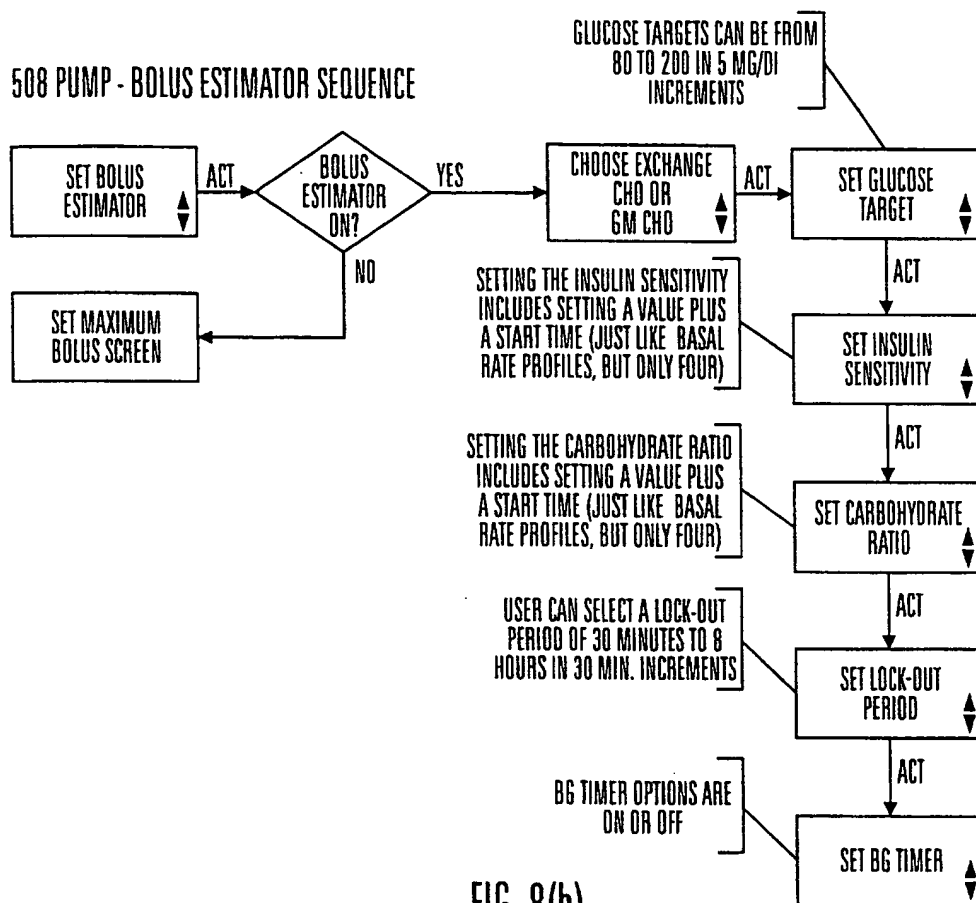 GLUCOSE TARGETS CAN BE FROM
80 TO 200 IN 5 MG/DI
INCREMENTS
508 PUMP - BOLUS ESTIMATOR SEQUENCE
SET BOLUS
ESTIMATOR
ACT
BOLUS
ESTIMATOR
ON?
YES
NO
CHOOSE EXCHANGE
CHO OR
GM CHO
ACT
SET GLUCOSE
TARGET
ACT
SET MAXIMUM
BOLUS SCREEN
SETTING THE INSULIN SENSITIVITY
INCLUDES SETTING A VALUE PLUS
A START TIME (JUST LIKE BASAL
RATE PROFILES, BUT ONLY FOUR)
SET INSULIN
SENSITIVITY
ACT
SETTING THE CARBOHYDRATE RATIO
INCLUDES SETTING A VALUE PLUS
A START TIME (JUST LIKE BASAL
RATE PROFILES, BUT ONLY FOUR)
SET CARBOHYDRATE
RATIO
ACT
USER CAN SELECT A LOCK-OUT
PERIOD OF 30 MINUTES TO 8
HOURS IN 30 MIN. INCREMENTS
SET LOCK-OUT
PERIOD
ACT
BG TIMER OPTIONS ARE
ON OR OFF
SET BG TIMER
FIG. 8(b)